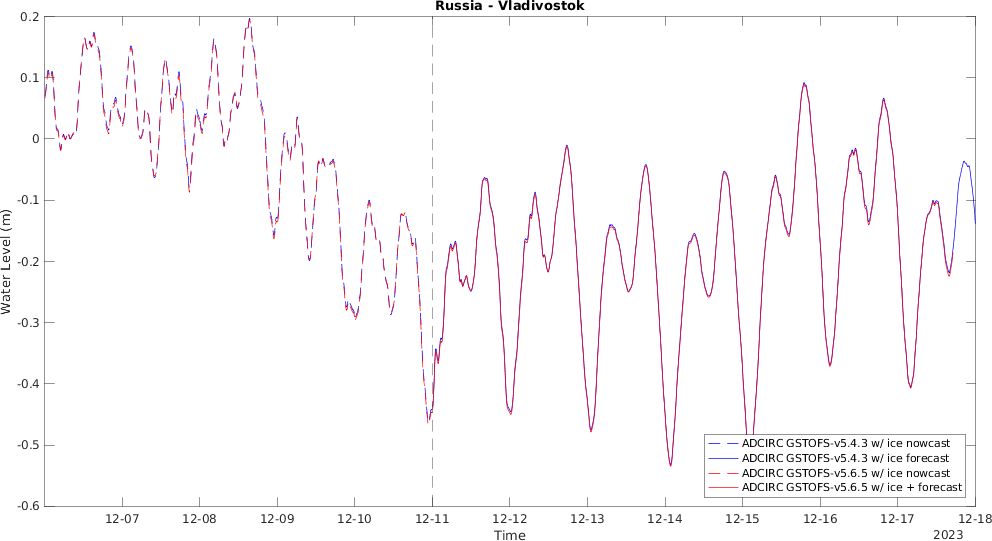 Russia - Vladivostok
Water Level (m)
0.2
0.1
0
-0.1
-0.2
-0.3
-0.4
-0.5
-0.6
ADCIRC GSTOFS-v5.4.3 w/ ice nowcast
ADCIRC GSTOFS-v5.4.3 w/ ice forecast
ADCIRC GSTOFS-v5.6.5 w/ ice nowcast
ADCIRC GSTOFS-v5.6.5 w/ ice + forecast
12-07 12-08 12-09 12-10 12-11 12-12 12-13 12-14 12-15 12-16 12-17 12-18
Time
2023